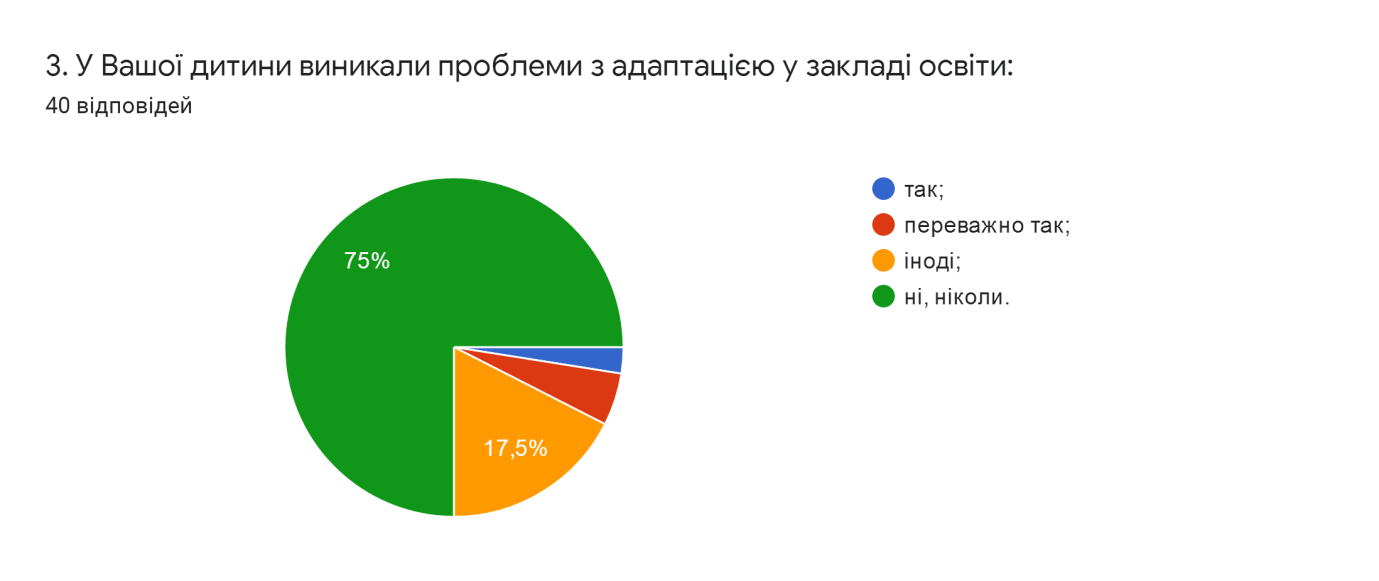 3. У Вашої дитини виникали проблеми з адаптацією у закладі освіти:
40 відповідей
так;
переважно так;
іноді;
ні, ніколи.
75%
17,5%